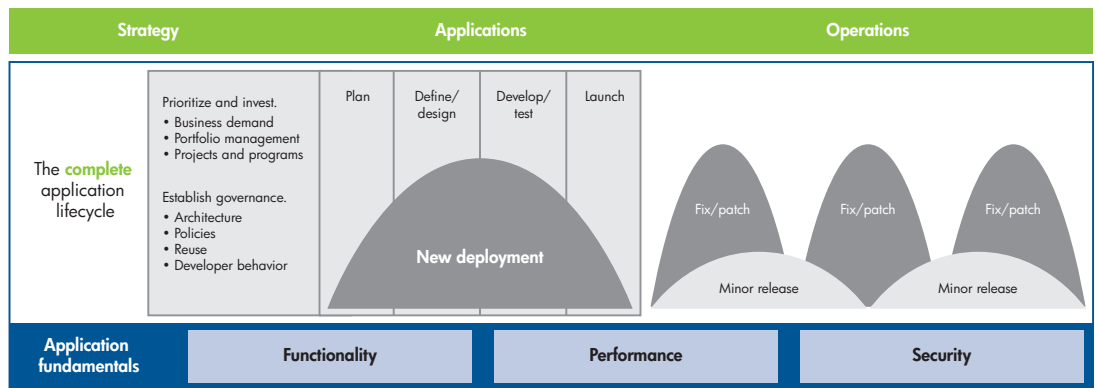 Strategy
Applications
Operations
The complete
application
lifecycle
Prioritize and invest.
• Business demand
• Portfolio management
• Projects and programs
Establish governance.
• Architecture
• Policies
• Reuse
• Developer behavior
Plan
Define/
design
Develop/
test
Launch
New deployment
Fix/patch
Fix/patch
Fix/patch
Minor release
Minor release
Application
fundamentals
Functionality
Performance
Security